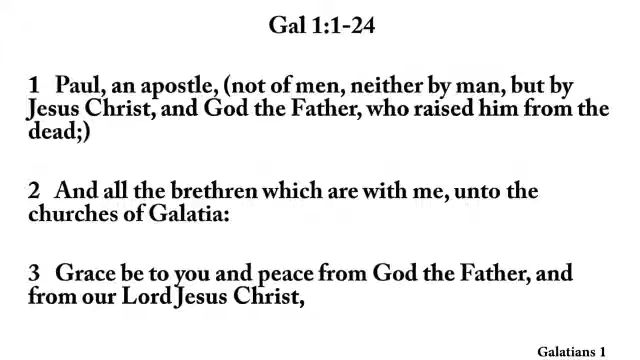 Gal 1:1-24
1 Paul, an apostle, (not of men, neither by man, but by
Jesus Christ, and God the Father, who raised him from the
dead;)
2 And all the brethren which are with me, unto the
churches of Galatia:
3 Grace be to you and peace from God the Father, and
from our Lord Jesus Christ,
Galatians 1